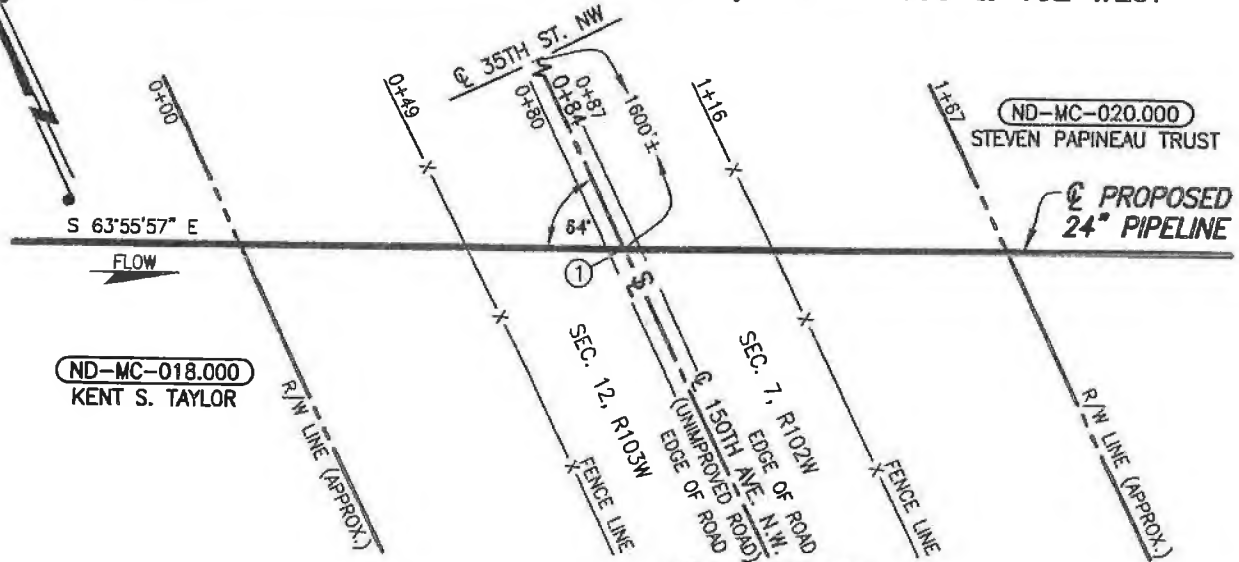 ℄ 35TH ST. NW
0+00
0+49
0+80
0+84
0+87
1600'±
1+16
1+67
ND-MC-020.000
STEVEN PAPINEAU TRUST
℄ PROPOSED
24" PIPELINE
S 63°55'57" E
FLOW
64°
1
ND-MC-018.000
KENT S. TAYLOR
R/W LINE (APPROX.)
FENCE LINE
SEC. 12, R103W
EDGE OF ROAD
(UNIMPROVED ROAD)
℄ 150TH AVE. N.W.
EDGE OF ROAD
SEC. 7, R102W
FENCE LINE
R/W LINE (APPROX.)